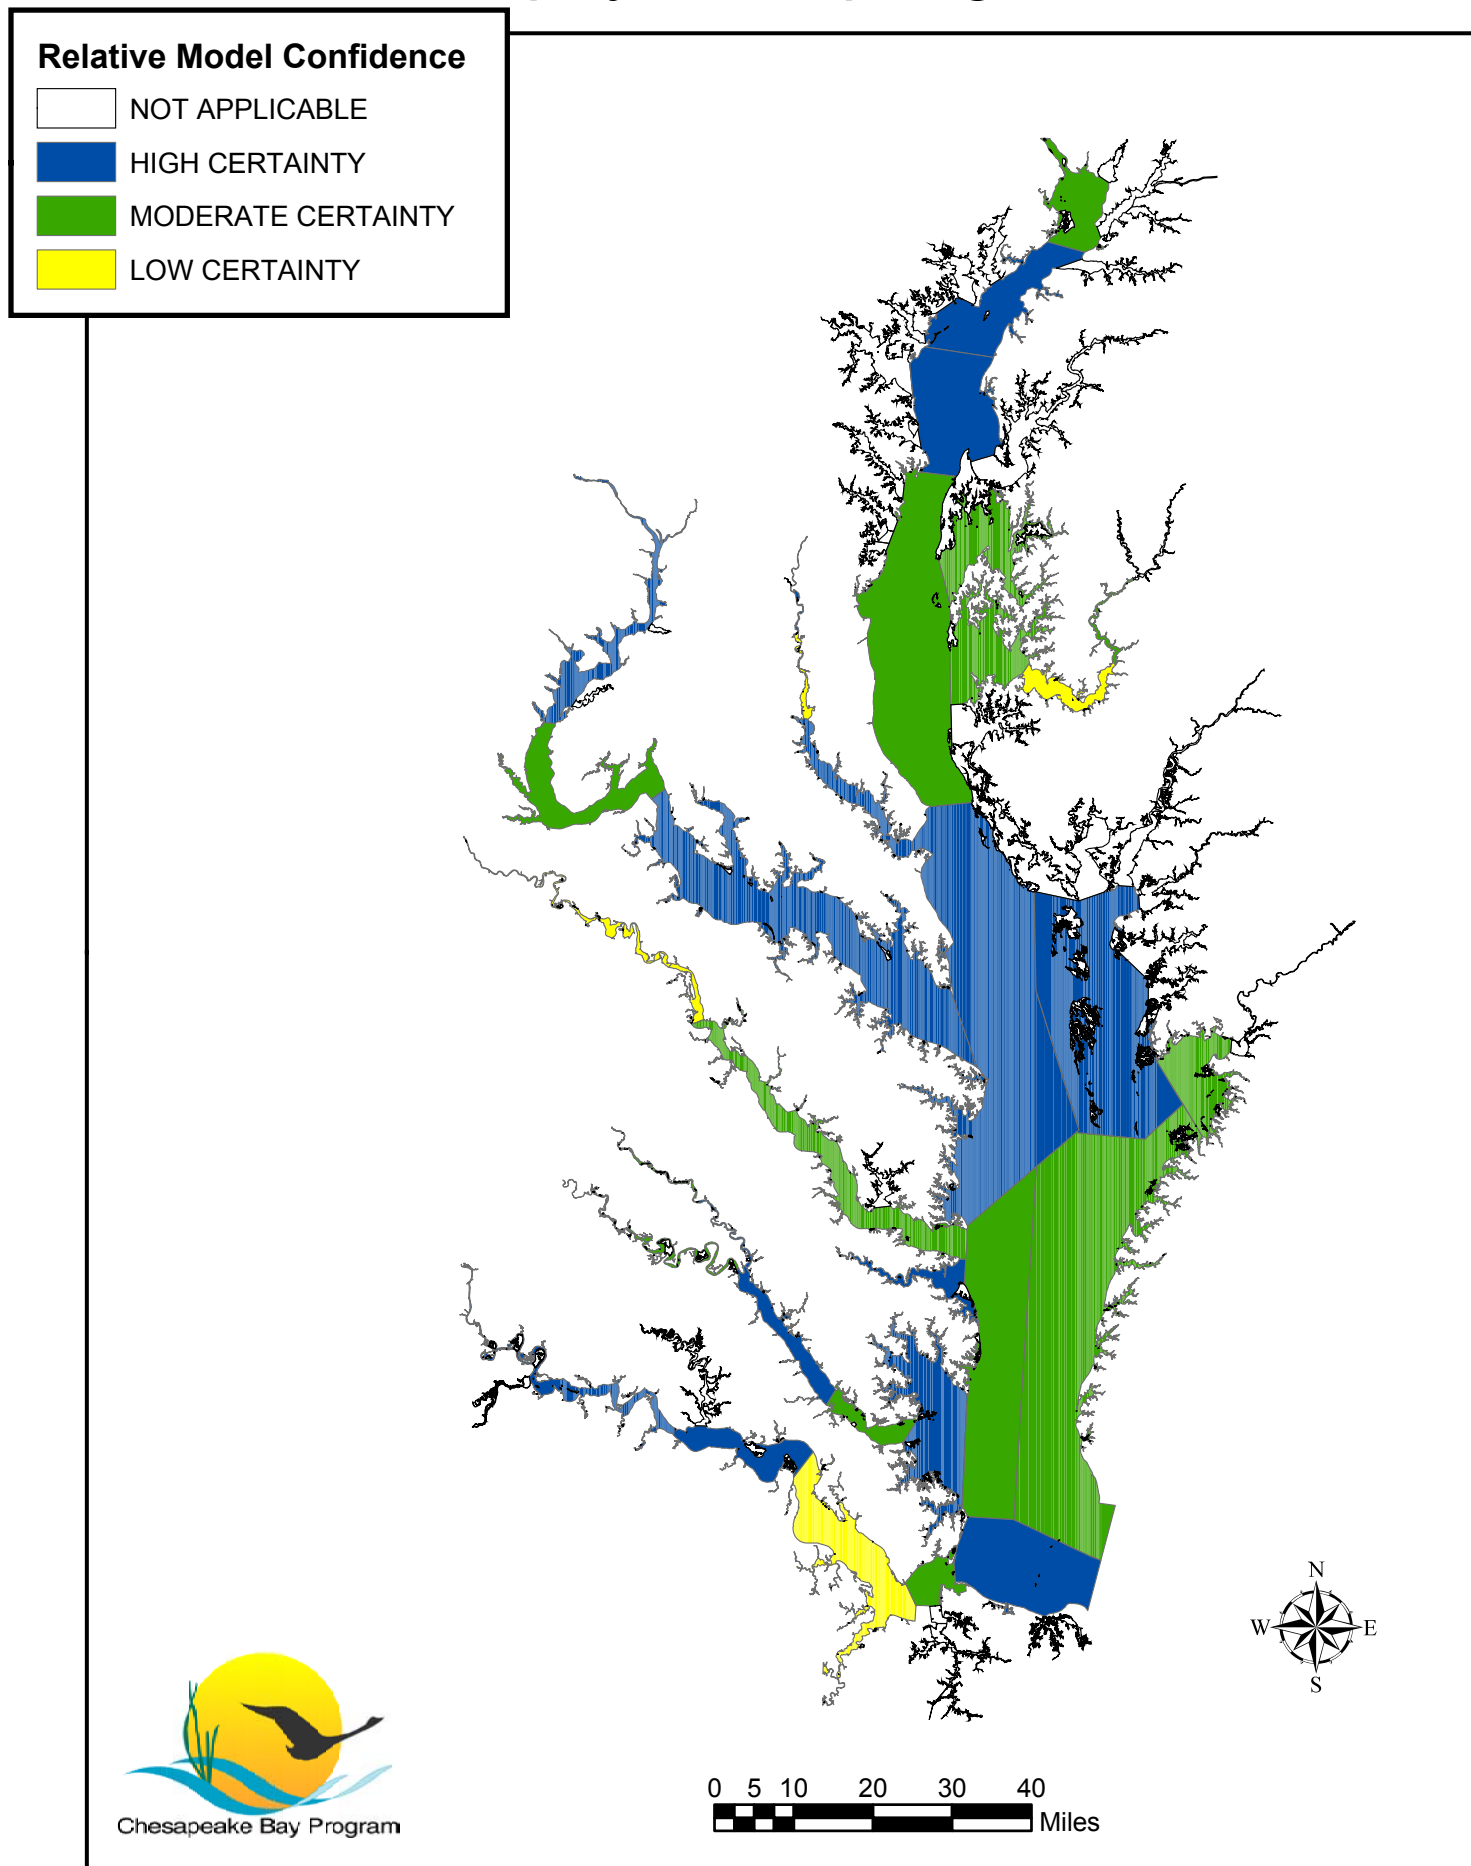 Relative Model Confidence
NOT APPLICABLE
HIGH CERTAINTY
MODERATE CERTAINTY
LOW CERTAINTY
N
W E
S
0 5 10 20 30 40
Miles
Chesapeake Bay Program